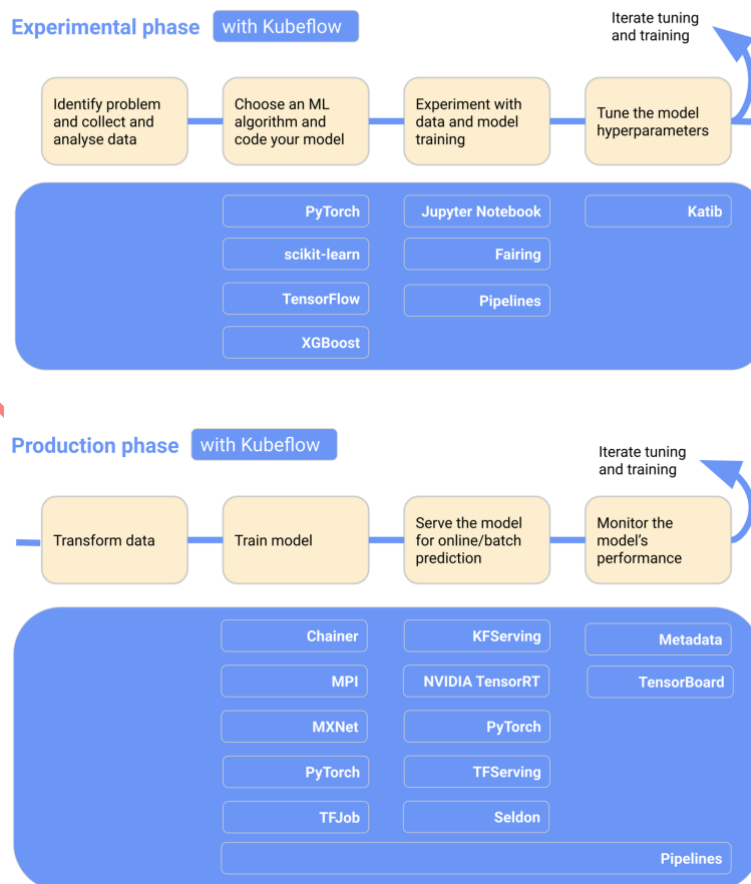 Experimental phase with Kubeflow
Iterate tuning
and training
Identify problem
and collect and
analyse data
Choose an ML
algorithm and
code your model
Experiment with
data and model
training
Tune the model
hyperparameters
PyTorch
scikit-learn
TensorFlow
XGBoost
Jupyter Notebook
Fairing
Pipelines
Katib
Production phase with Kubeflow
Iterate tuning
and training
Transform data
Train model
Serve the model
for online/batch
prediction
Monitor the
model's
performance
Chainer
MPI
MXNet
PyTorch
TFJob
KFServing
NVIDIA TensorRT
PyTorch
TFServing
Seldon
Metadata
TensorBoard
Pipelines